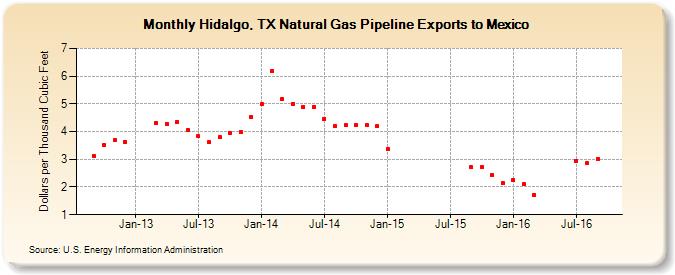 Monthly Hidalgo, TX Natural Gas Pipeline Exports to Mexico
Dollars per Thousand Cubic Feet
7
6
5
4
3
2
1
Jan-13 Jul-13 Jan-14 Jul-14 Jan-15 Jul-15 Jan-16 Jul-16
Source: U.S. Energy Information Administration